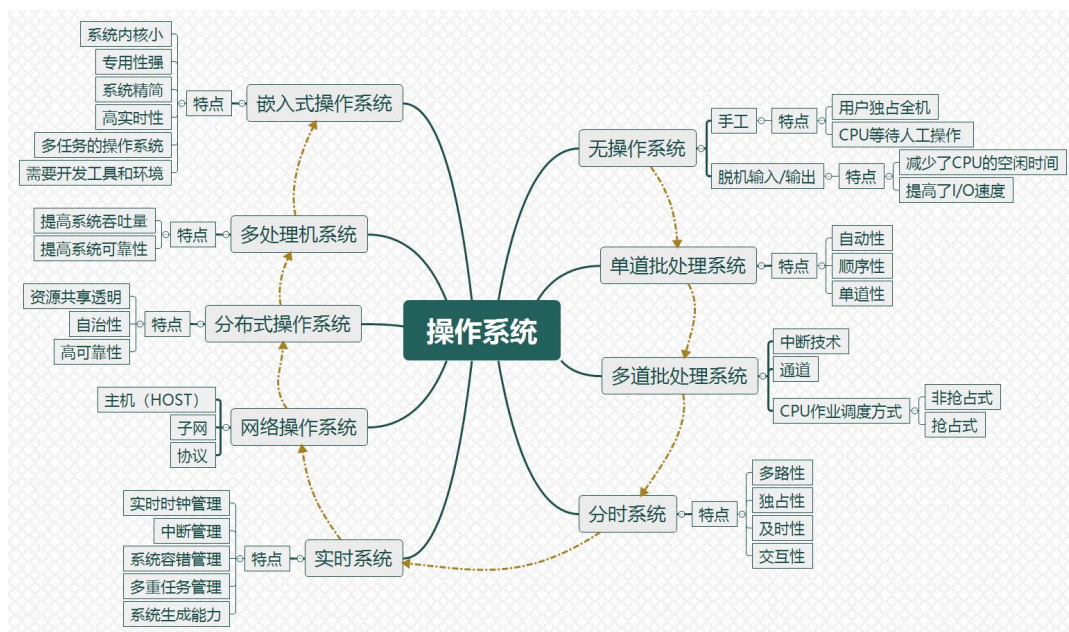 操作系统
无操作系统
手工
特点
用户独占全机
CPU等待人工操作
脱机输入/输出
特点
减少了CPU的空闲时间
提高了I/O速度
单道批处理系统
特点
自动性
顺序性
单道性
多道批处理系统
中断技术
通道
CPU作业调度方式
非抢占式
抢占式
分时系统
特点
多路性
独占性
及时性
交互性
实时系统
特点
实时时钟管理
中断管理
系统容错管理
多重任务管理
系统生成能力
网络操作系统
主机（HOST）
子网
协议
分布式操作系统
特点
资源共享透明
自治性
高可靠性
多处理机系统
特点
提高系统吞吐量
提高系统可靠性
嵌入式操作系统
特点
系统内核小
专用性强
系统精简
高实时性
多任务的操作系统
需要开发工具和环境